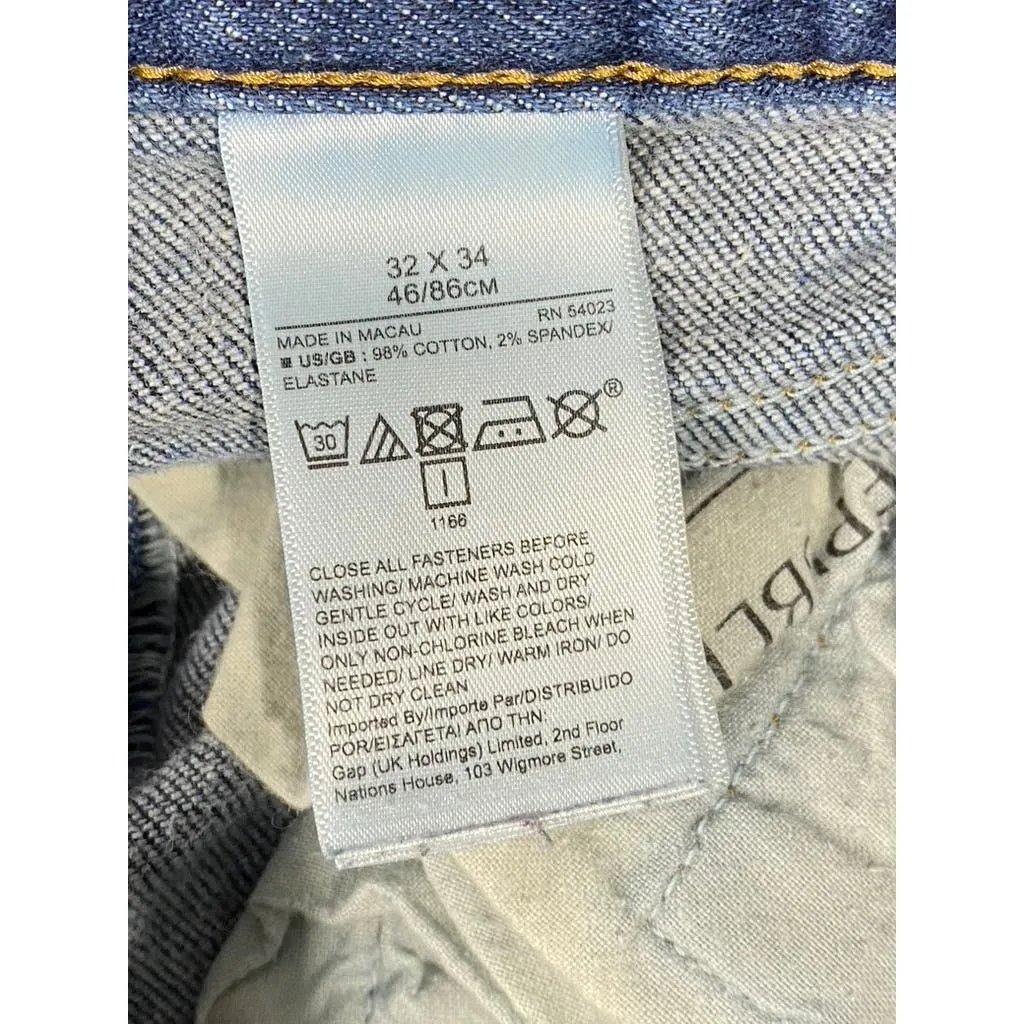 32 X 34
46/86CM
RN 54023
MADE IN MACAU
US/GB : 98% COTTON, 2% SPANDEX/
ELASTANE
30
®
1166
CLOSE ALL FASTENERS BEFORE
WASHING/ MACHINE WASH COLD
GENTLE CYCLE/ WASH AND DRY
INSIDE OUT WITH LIKE COLORS/
ONLY NON-CHLORINE BLEACH WHEN
NEEDED/ LINE DRY/ WARM IRON/ DO
NOT DRY CLEAN
Imported By/Importe Par/DISTRIBUIDO
POR/ΕΙΣΑΓΕΤΑΙ ΑΠΟ ΤΗΝ:
Gap (UK Holdings) Limited, 2nd Floor
Nations House, 103 Wigmore Street,